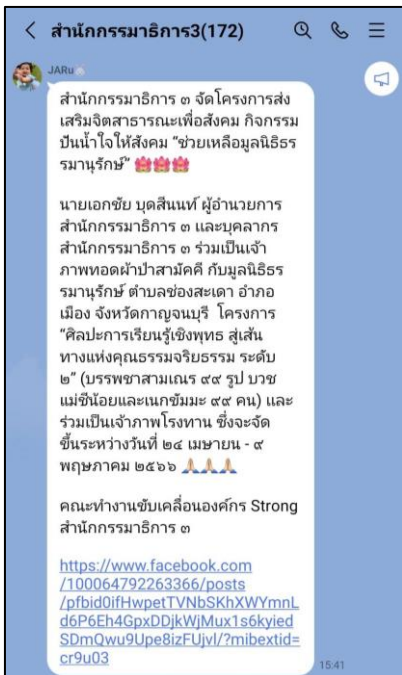 สำนักกรรมาธิการ3(172)
JARu
สำนักกรรมาธิการ ๓ จัดโครงการส่ง
เสริมจิตสาธารณะเพื่อสังคม กิจกรรม
ปันน้ำใจให้สังคม “ช่วยเหลือมูลนิธิธร
รมานุรักษ์” 🌸🌸🌸
นายเอกชัย บุดสีนนท์ ผู้อำนวยการ
สำนักกรรมาธิการ ๓ และบุคลากร
สำนักกรรมาธิการ ๓ ร่วมเป็นเจ้า
ภาพทอดผ้าป่าสามัคคี กับมูลนิธิธร
รมานุรักษ์ ตำบลช่องสะเดา อำเภอ
เมือง จังหวัดกาญจนบุรี โครงการ
“ศิลปะการเรียนรู้เชิงพุทธ สู่เส้น
ทางแห่งคุณธรรมจริยธรรม ระดับ
๒” (บรรพชาสามเณร ๙๙ รูป บวช
แม่ชีน้อยและเนกขัมมะ ๙๙ คน) และ
ร่วมเป็นเจ้าภาพโรงทาน ซึ่งจะจัด
ขึ้นระหว่างวันที่ ๒๔ เมษายน - ๙
พฤษภาคม ๒๕๖๖ 🙏🙏🙏
คณะทำงานขับเคลื่อนองค์กร Strong
สำนักกรรมาธิการ ๓
https://www.facebook.com
/100064792263366/posts
/pfbid0ifHwpetTVNbSKhXWYmnL
d6P6Eh4GpxDDjkWjMux1s6kyied
SDmQwu9Upe8izFUjvl/?mibextid=
cr9u03
15:41